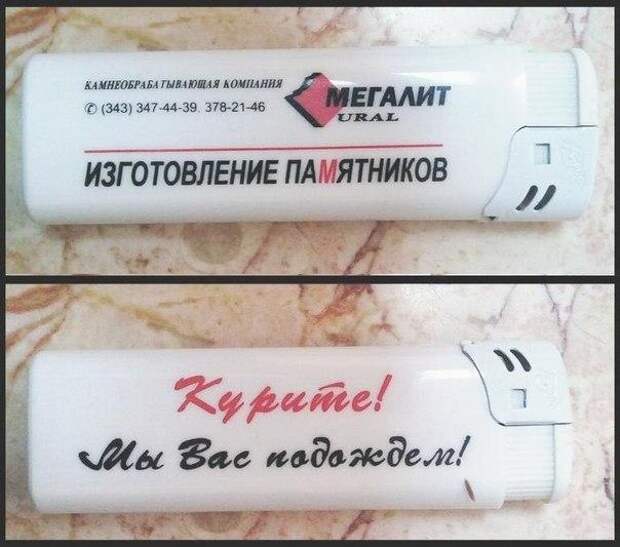 КАМНЕОБРАБАТЫВАЮЩАЯ КОМПАНИЯ
✆ (343) 347-44-39. 378-21-46
МЕГАЛИТ
URAL
ИЗГОТОВЛЕНИЕ ПАМЯТНИКОВ
Курите!
Мы Вас подождем!